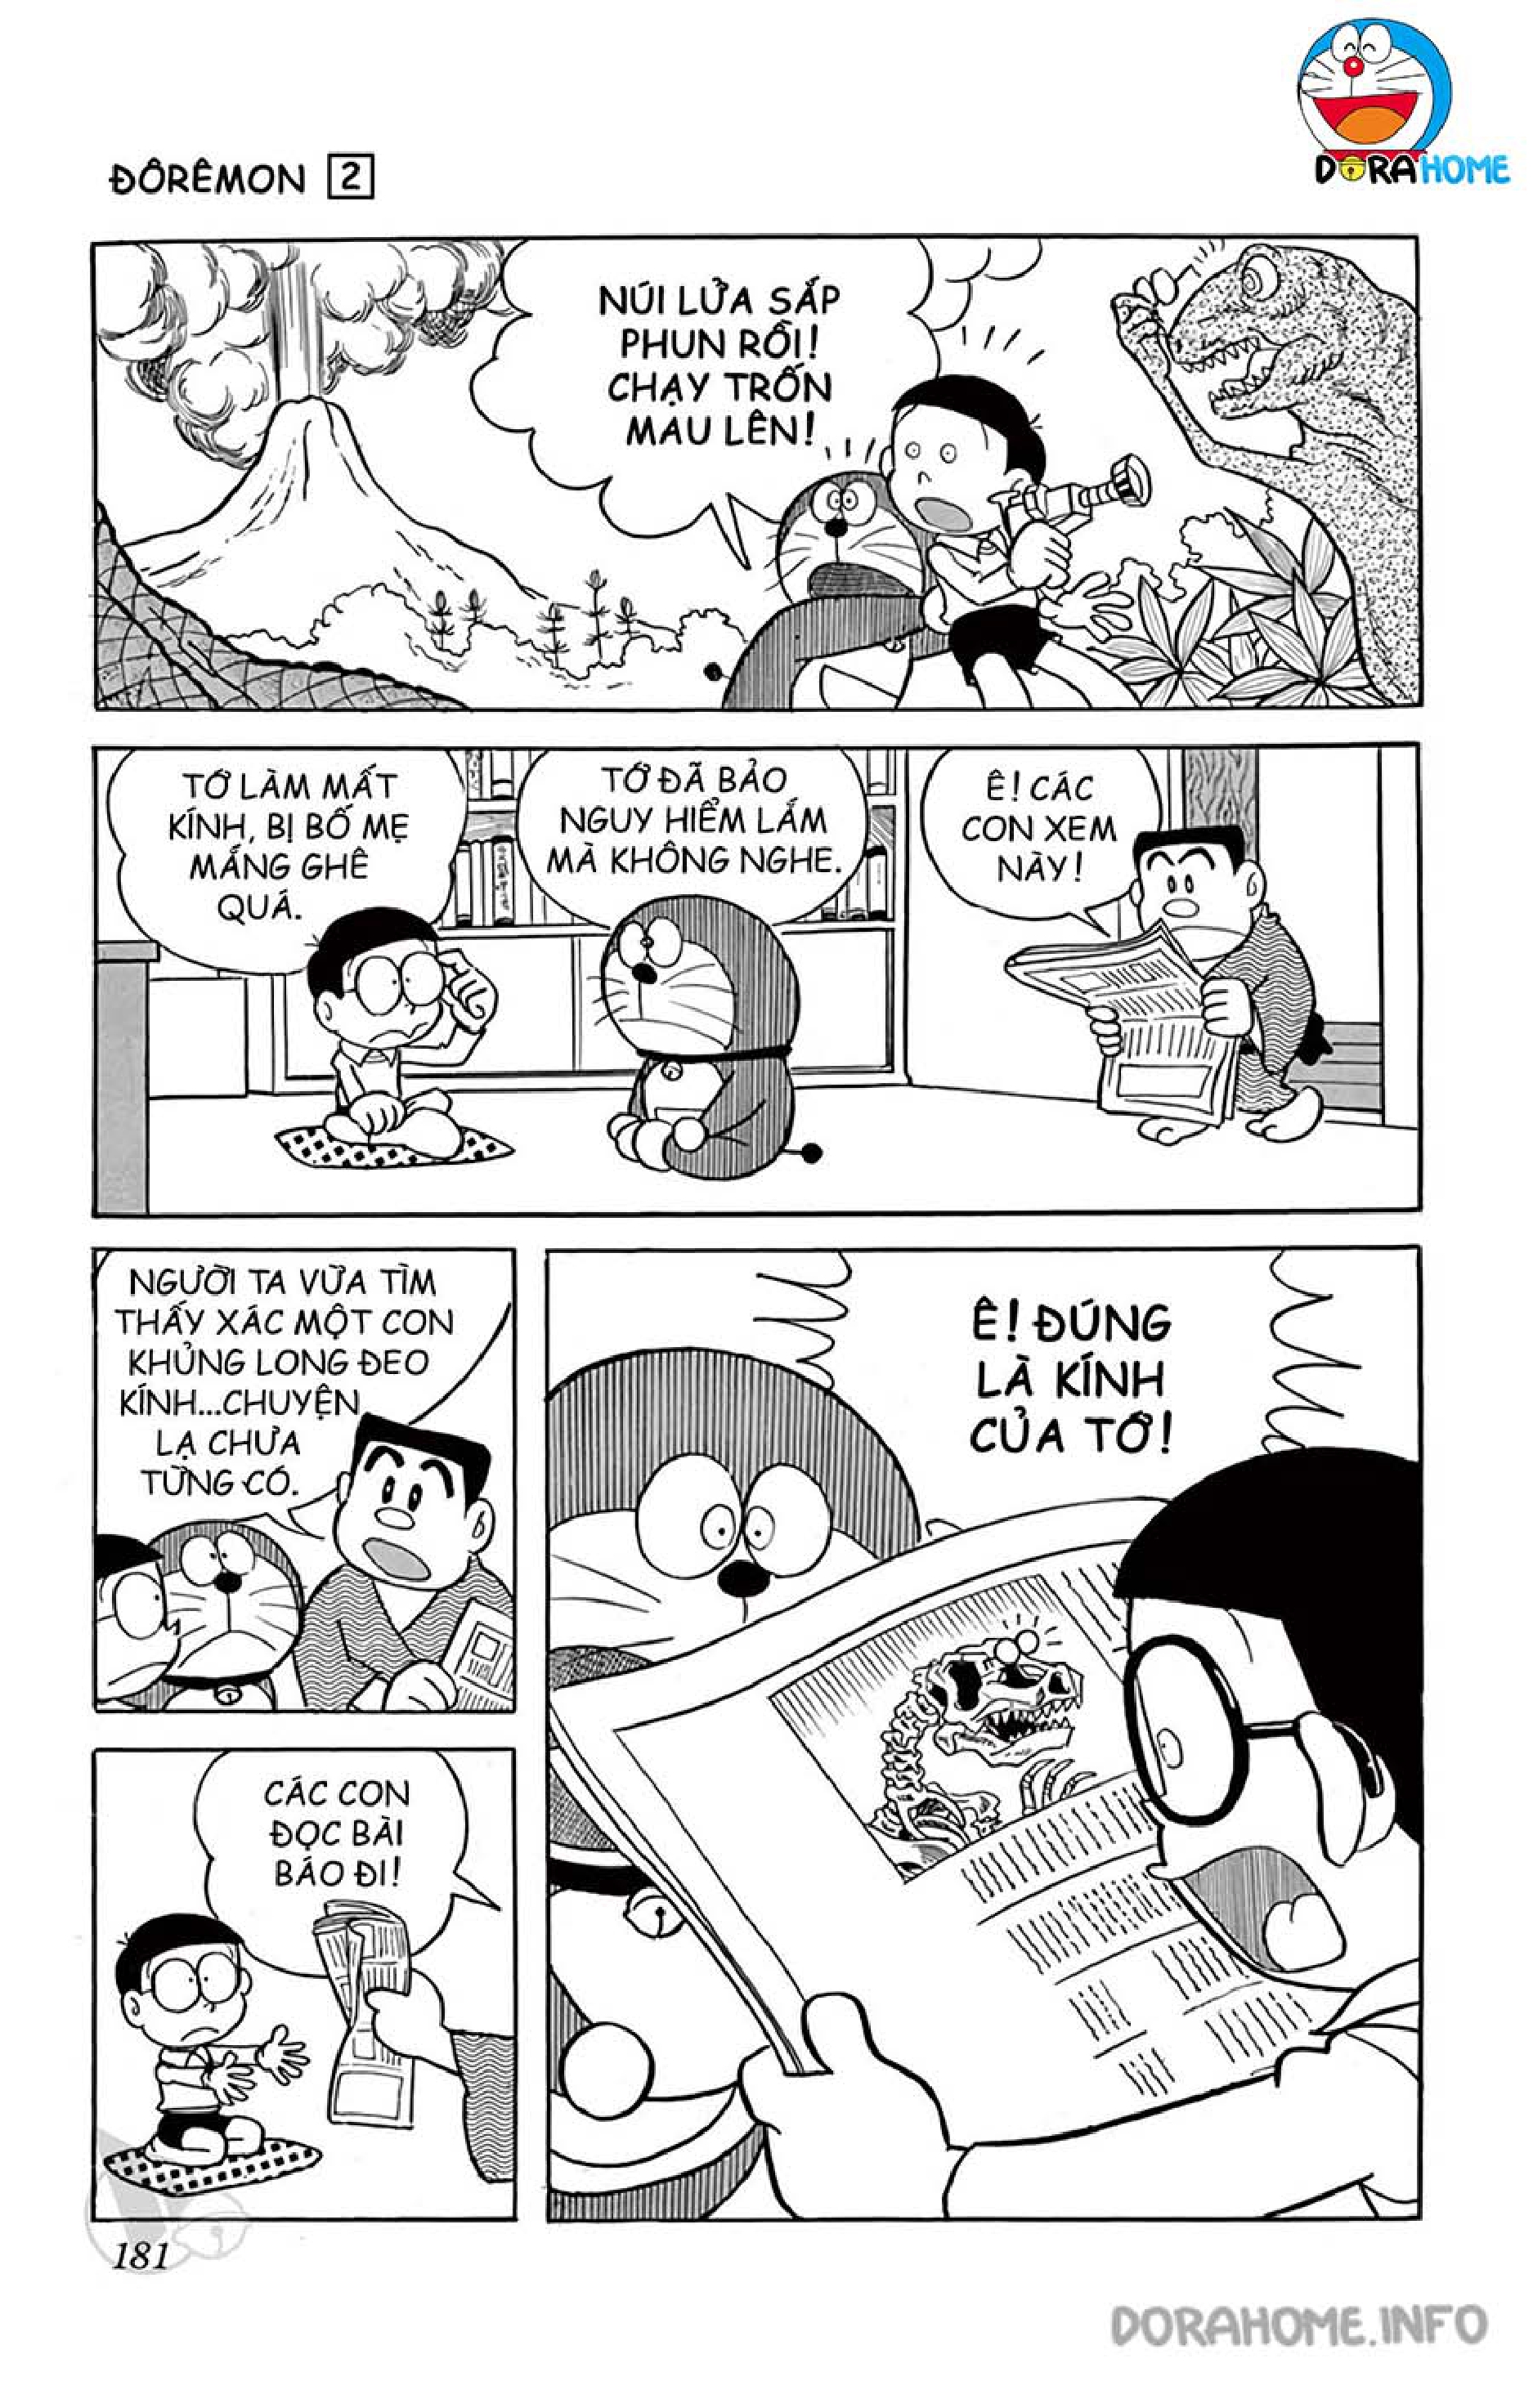 DORAHOME
ĐÔRÊMON 2
NÚI LỬA SẮP
PHUN RỒI!
CHẠY TRỐN
MAU LÊN!
TỚ LÀM MẤT
KÍNH, BỊ BỐ MẸ
MẮNG GHÊ
QUÁ.
TỚ ĐÃ BẢO
NGUY HIỂM LẮM
MÀ KHÔNG NGHE.
Ê! CÁC
CON XEM
NÀY!
NGƯỜI TA VỪA TÌM
THẤY XÁC MỘT CON
KHỦNG LONG ĐEO
KÍNH...CHUYỆN
LẠ CHƯA
TỪNG CÓ.
CÁC CON
ĐỌC BÀI
BÁO ĐI!
Ê! ĐÚNG
LÀ KÍNH
CỦA TỚ!
181
DORAHOME.INFO